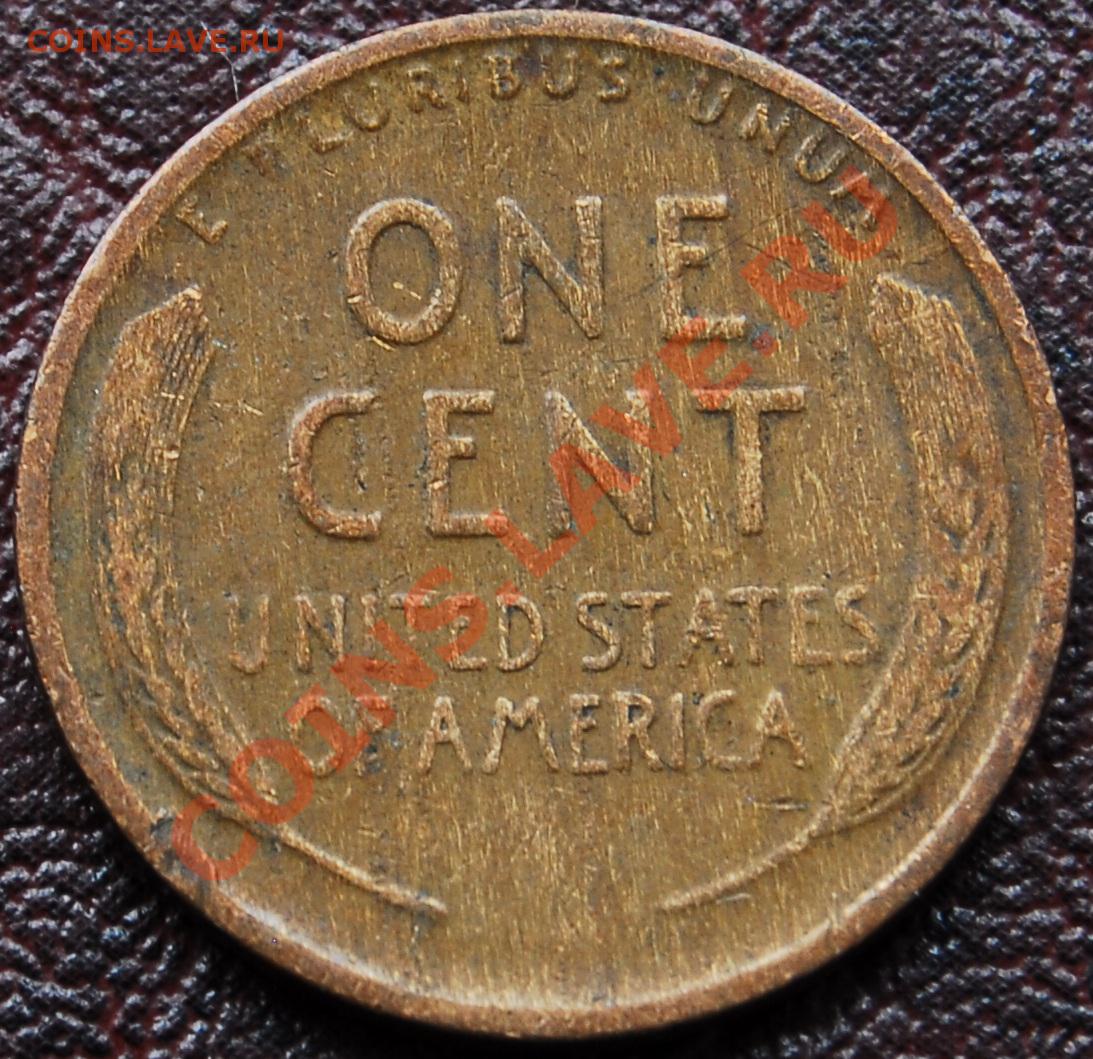 COINS.LAVE.RU
E PLURIBUS UNUM
ONE
CENT
UNITED STATES
OF AMERICA
COINS.LAVE.RU